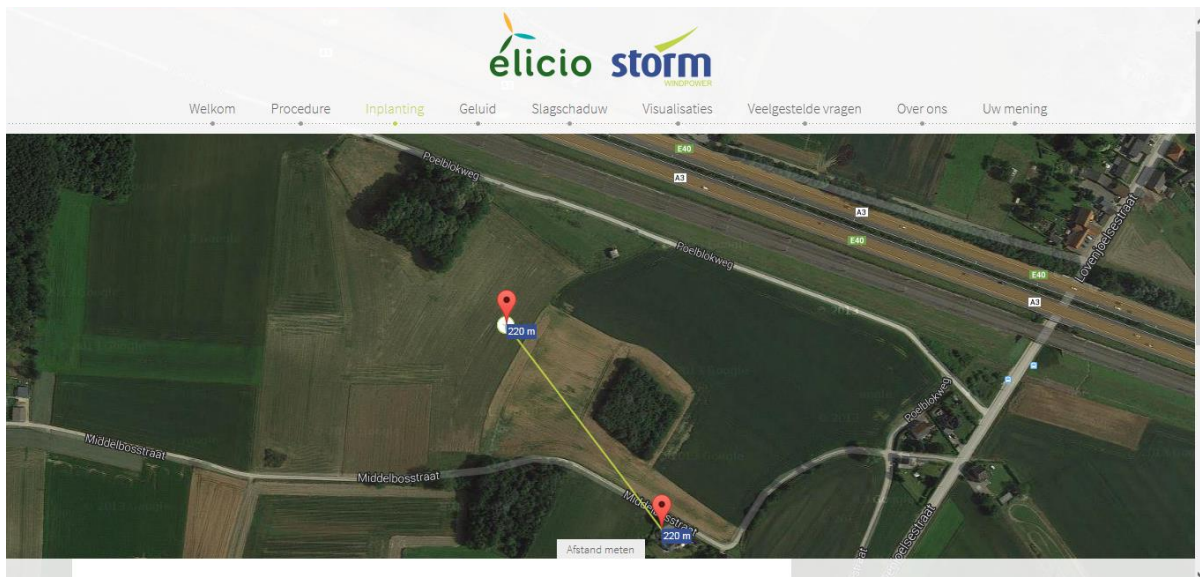 élicio storm
WINDPOWER
Welkom Procedure Inplanting Geluid Slagschaduw Visualisaties Veelgestelde vragen Over ons Uw mening
E40
Poelblokweg
A3
A3
Lovenjoelsestraat
E40
Poelblokweg
E40
A3
220 m
Poelblokweg
Middelbosstraat
Middelbosstraat
Middelbosstraat
220 m
Afstand meten